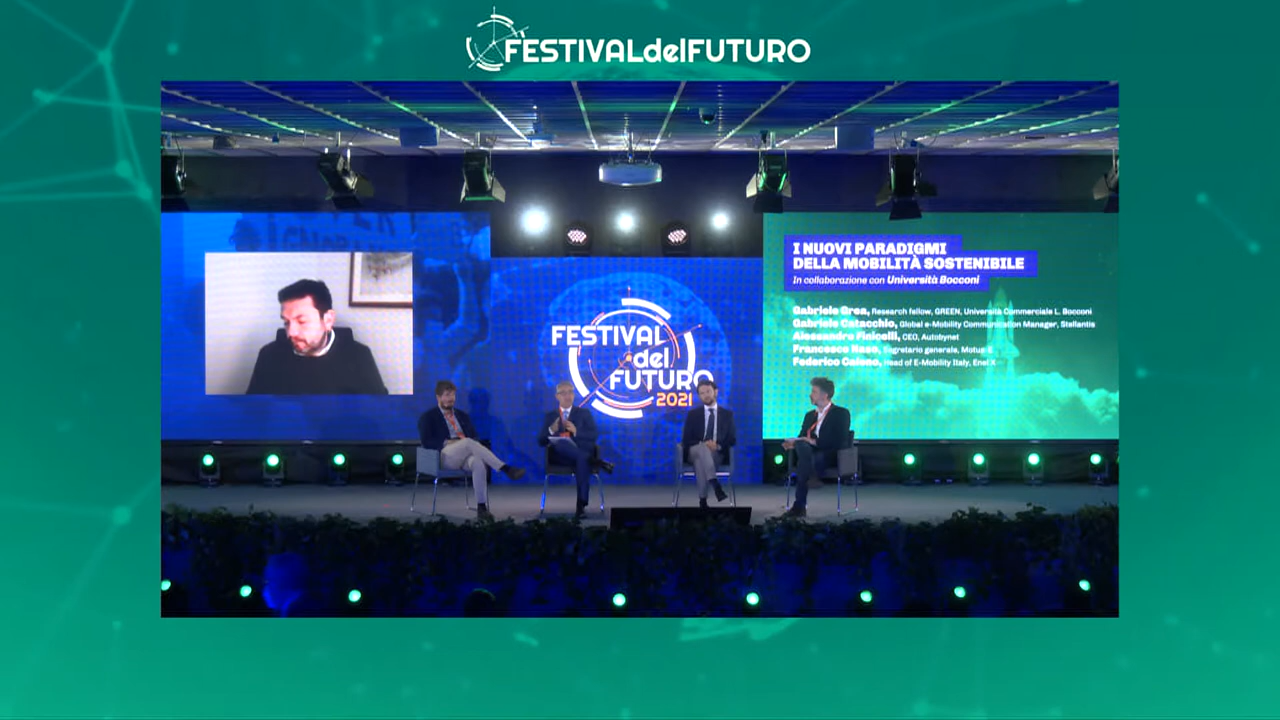 FESTIVALdelFUTURO
I NUOVI PARADIGMI
DELLA MOBILITÀ SOSTENIBILE
In collaborazione con Università Bocconi
Gabriele Grea, Research fellow, GREEN, Università Commerciale L. Bocconi
Gabriele Catacchio, Global e-Mobility Communication Manager, Stellantis
Alessandro Finicelli, CEO, Autobynet
Francesco Naso, Segretario generale, Motus-E
Federico Caleno, Head of E-Mobility Italy, Enel X
FESTIVAL
del
FUTURO
2021